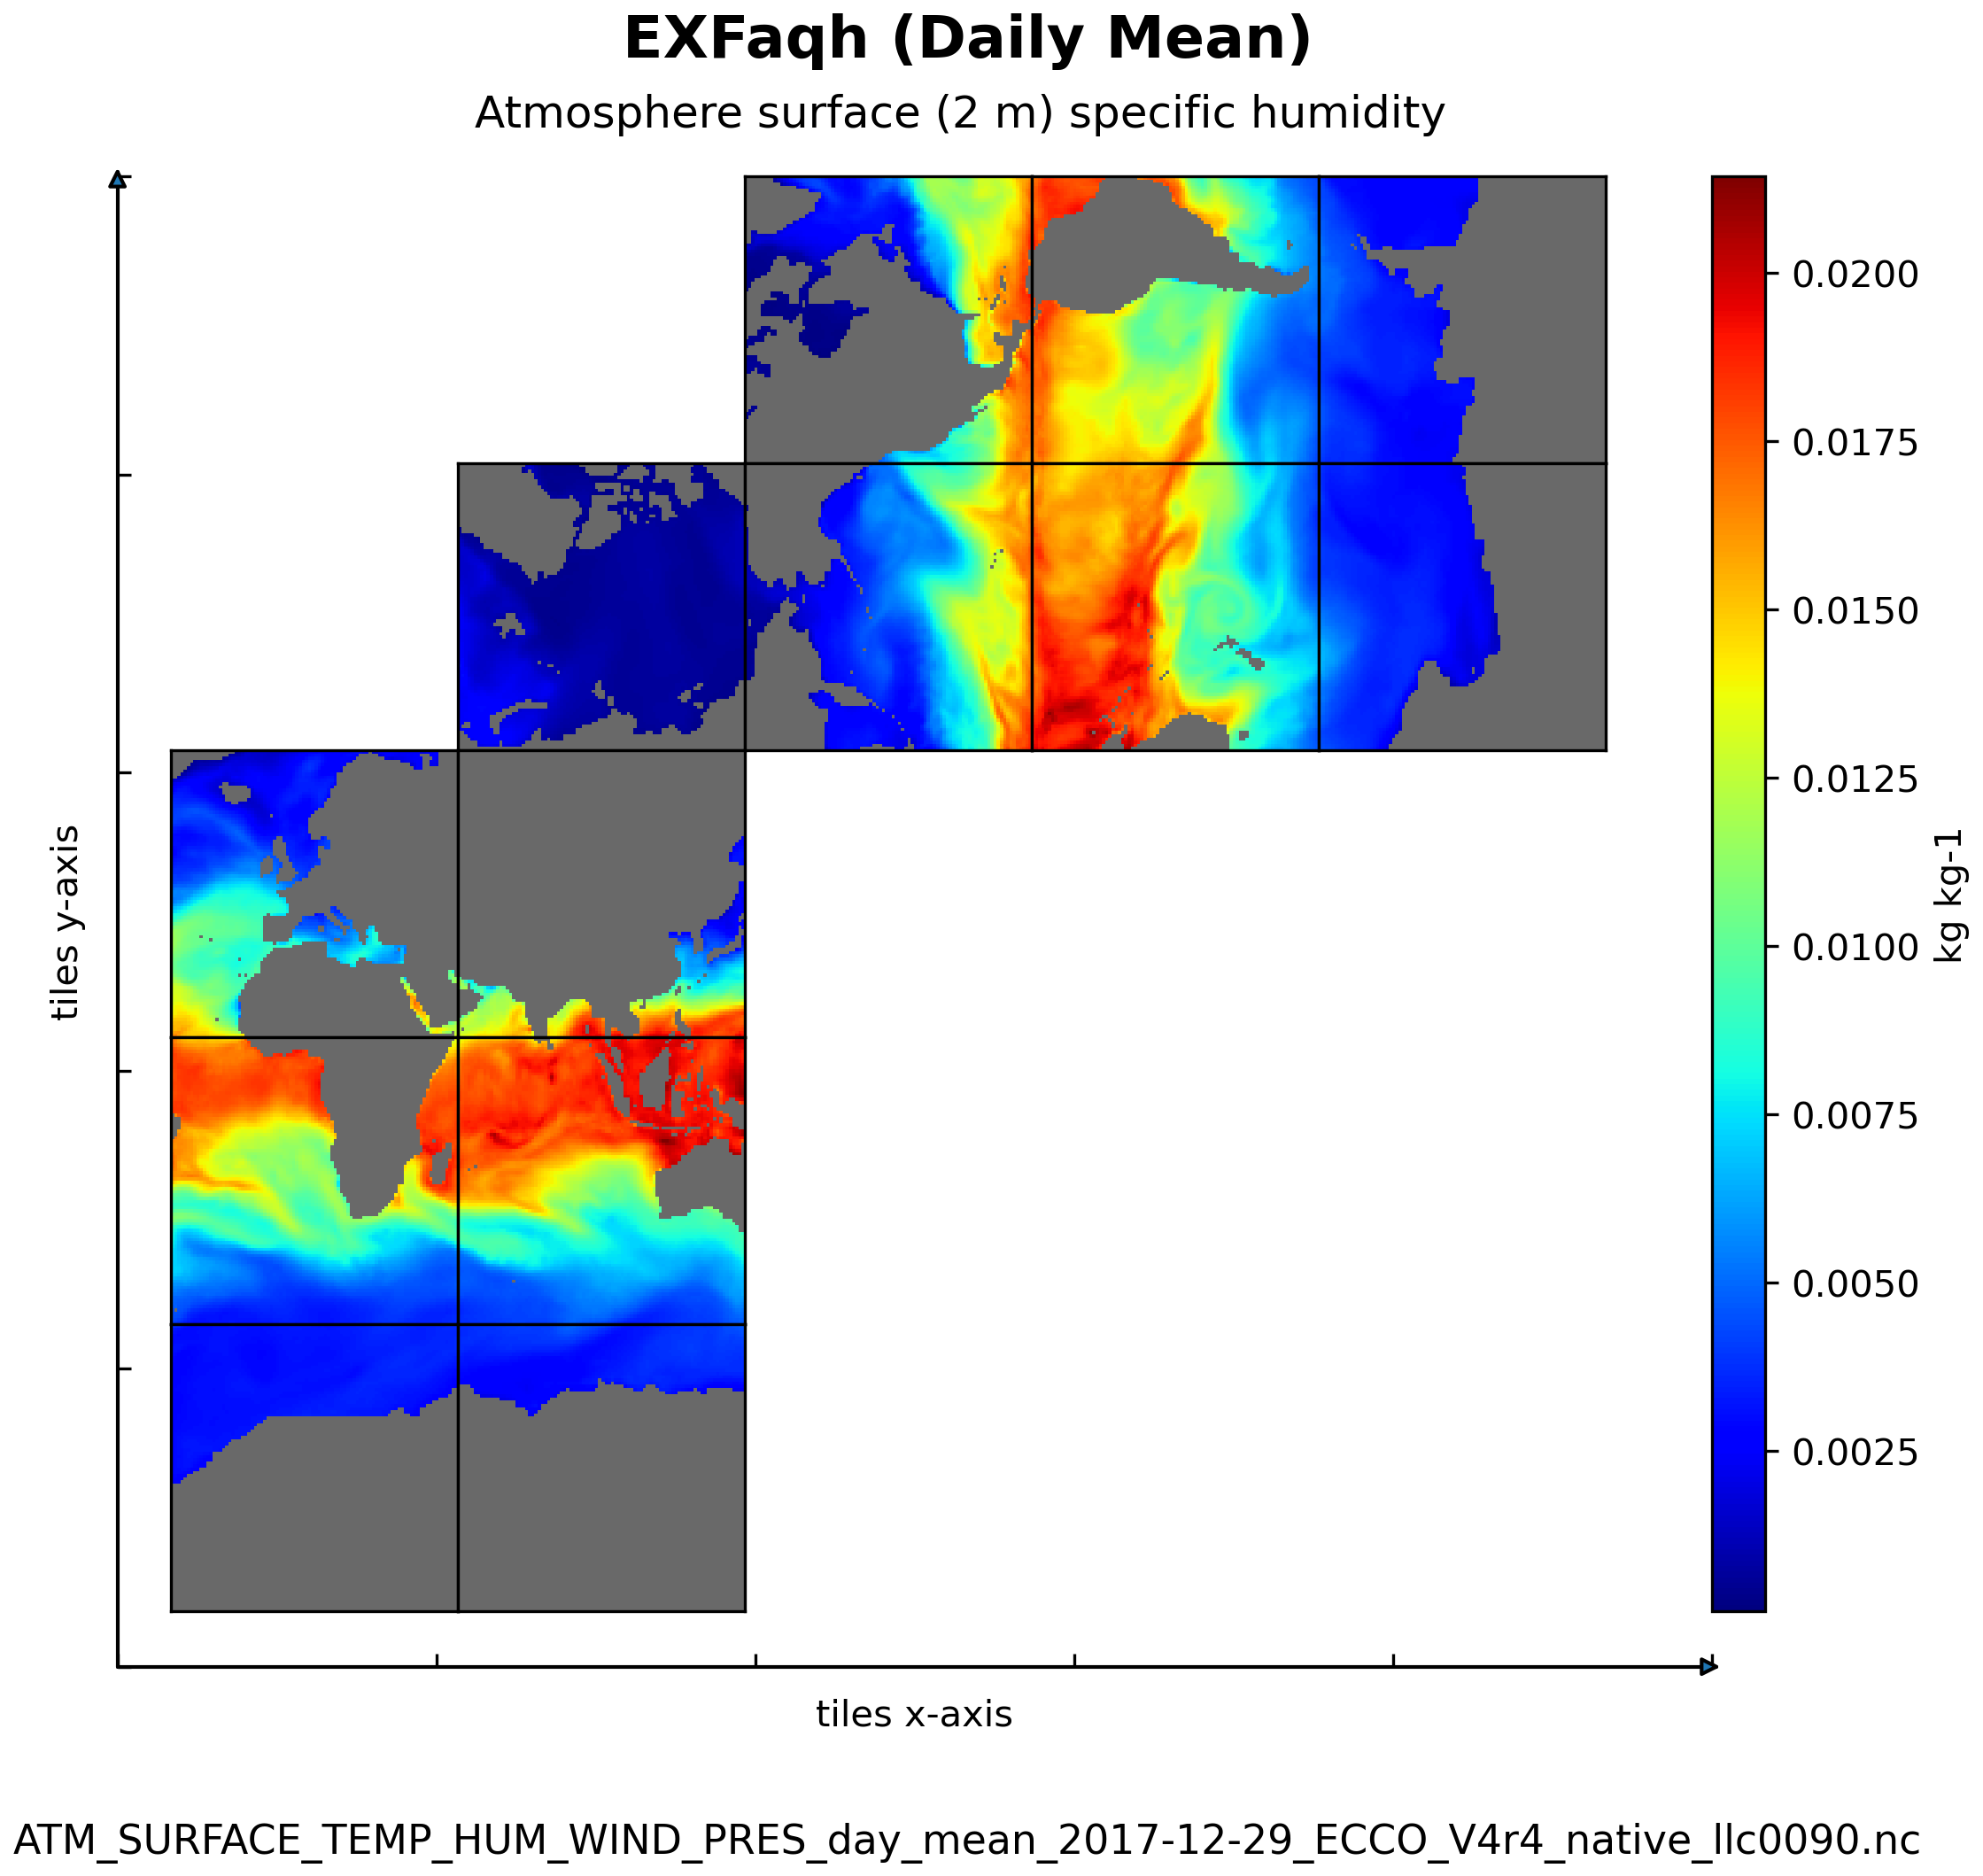 EXFaqh (Daily Mean)
Atmosphere surface (2 m) specific humidity
tiles y-axis
tiles x-axis
0.0200
0.0175
0.0150
0.0125
0.0100
0.0075
0.0050
0.0025
kg kg-1
ATM_SURFACE_TEMP_HUM_WIND_PRES_day_mean_2017-12-29_ECCO_V4r4_native_llc0090.nc